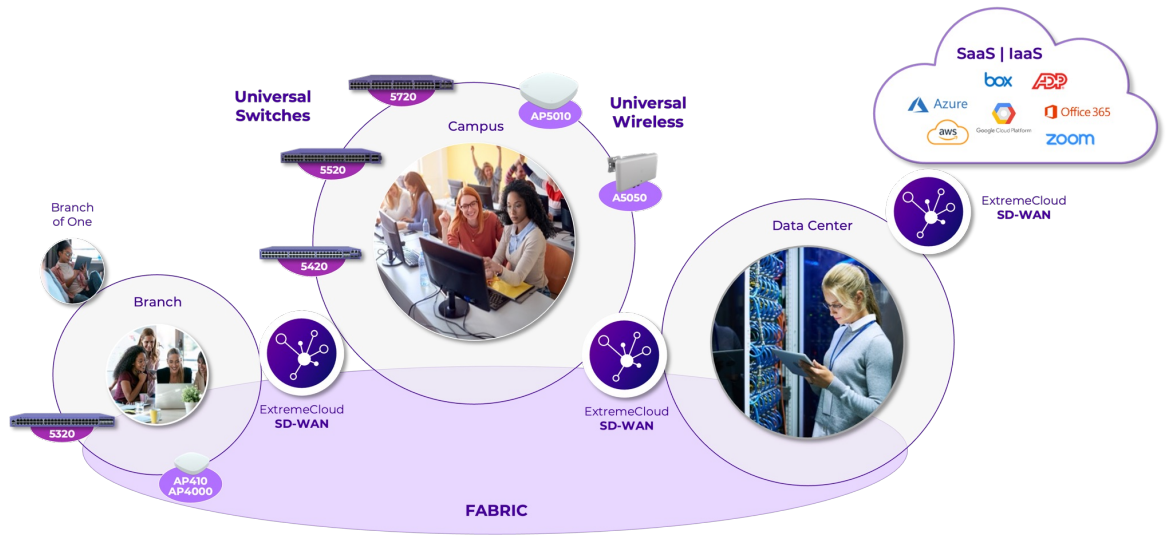 SaaS | IaaS
box
ADP
Azure
Google Cloud Platform
Office 365
aws
zoom
Universal
Switches
5720
AP5010
Universal
Wireless
Campus
5520
A5050
5420
ExtremeCloud
SD-WAN
Data Center
Branch
of One
Branch
5320
AP410
AP4000
ExtremeCloud
SD-WAN
ExtremeCloud
SD-WAN
FABRIC